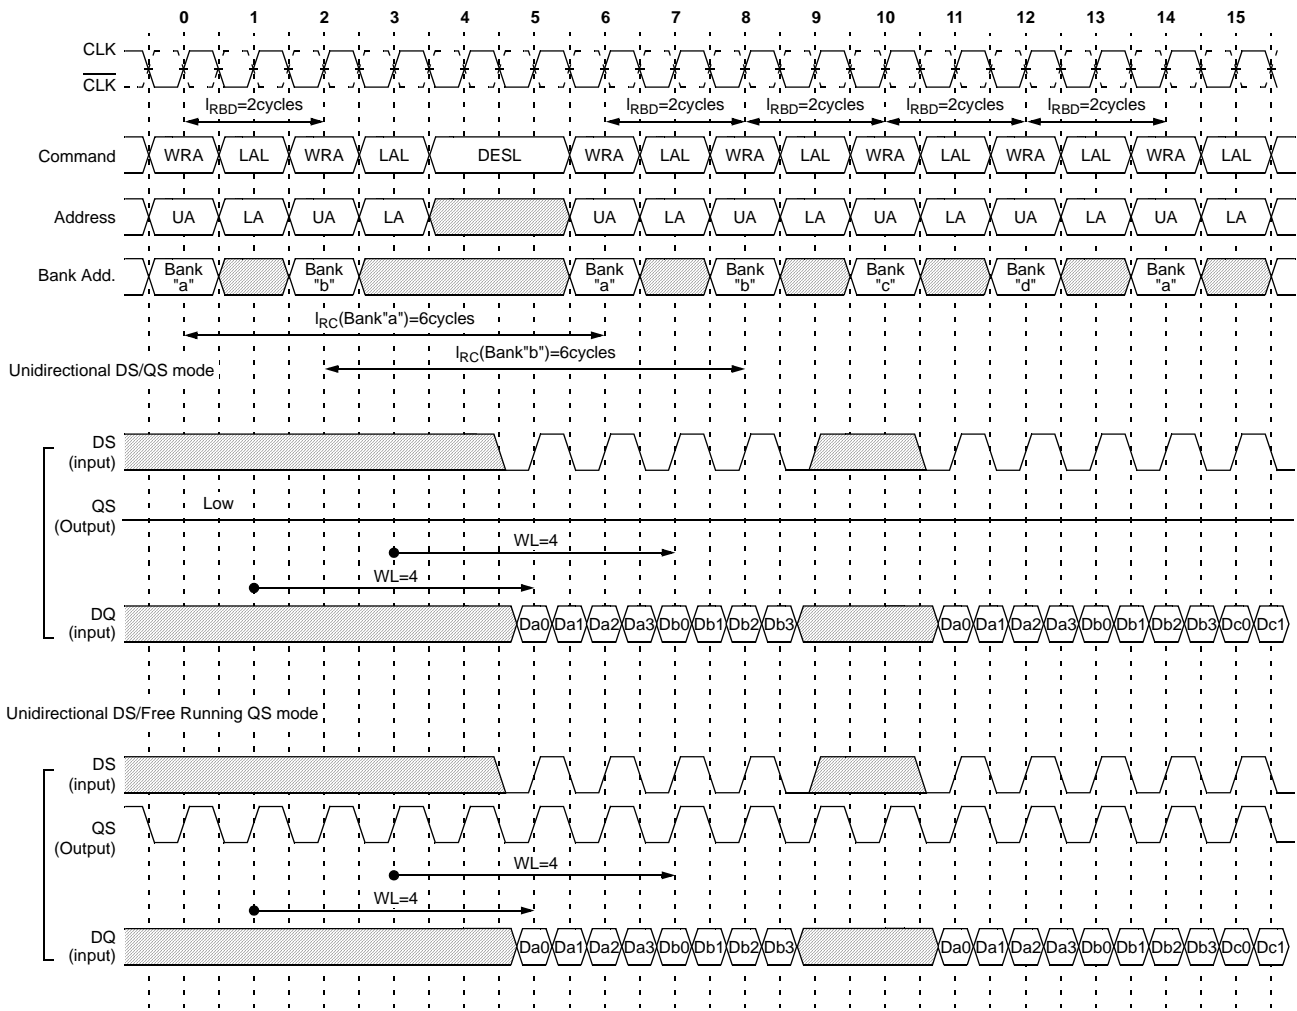 0 1 2 3 4 5 6 7 8 9 10 11 12 13 14 15
CLK
CLK
IRBD=2cycles IRBD=2cycles IRBD=2cycles IRBD=2cycles IRBD=2cycles
Command WRA LAL WRA LAL DESL WRA LAL WRA LAL WRA LAL WRA LAL WRA LAL
Address UA LA UA LA UA LA UA LA UA LA UA LA UA LA
Bank Add. Bank "a" Bank "b" Bank "a" Bank "b" Bank "c" Bank "d" Bank "a"
IRC(Bank"a")=6cycles
IRC(Bank"b")=6cycles
Unidirectional DS/QS mode
DS
(input)
QS Low
(Output)
WL=4
WL=4
DQ
(input) Da0 Da1 Da2 Da3 Db0 Db1 Db2 Db3 Da0 Da1 Da2 Da3 Db0 Db1 Db2 Db3 Dc0 Dc1
Unidirectional DS/Free Running QS mode
DS
(input)
QS
(Output)
WL=4
WL=4
DQ
(input) Da0 Da1 Da2 Da3 Db0 Db1 Db2 Db3 Da0 Da1 Da2 Da3 Db0 Db1 Db2 Db3 Dc0 Dc1